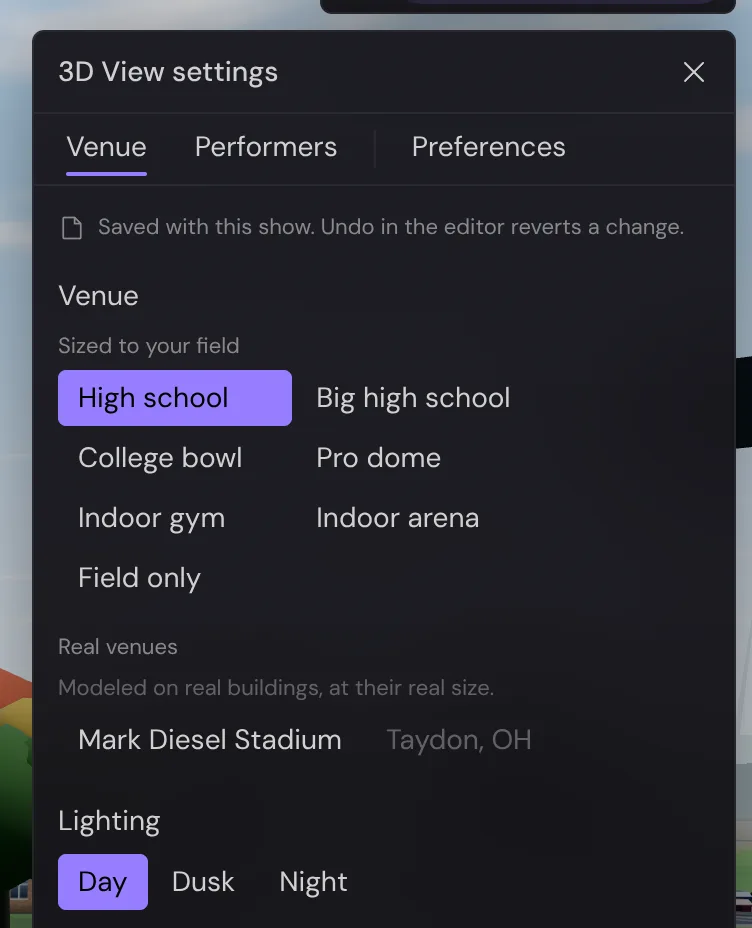 3D View settings
Venue Performers Preferences
Saved with this show. Undo in the editor reverts a change.
Venue
Sized to your field
High school Big high school
College bowl Pro dome
Indoor gym Indoor arena
Field only
Real venues
Modeled on real buildings, at their real size.
Mark Diesel Stadium Taydon, OH
Lighting
Day Dusk Night